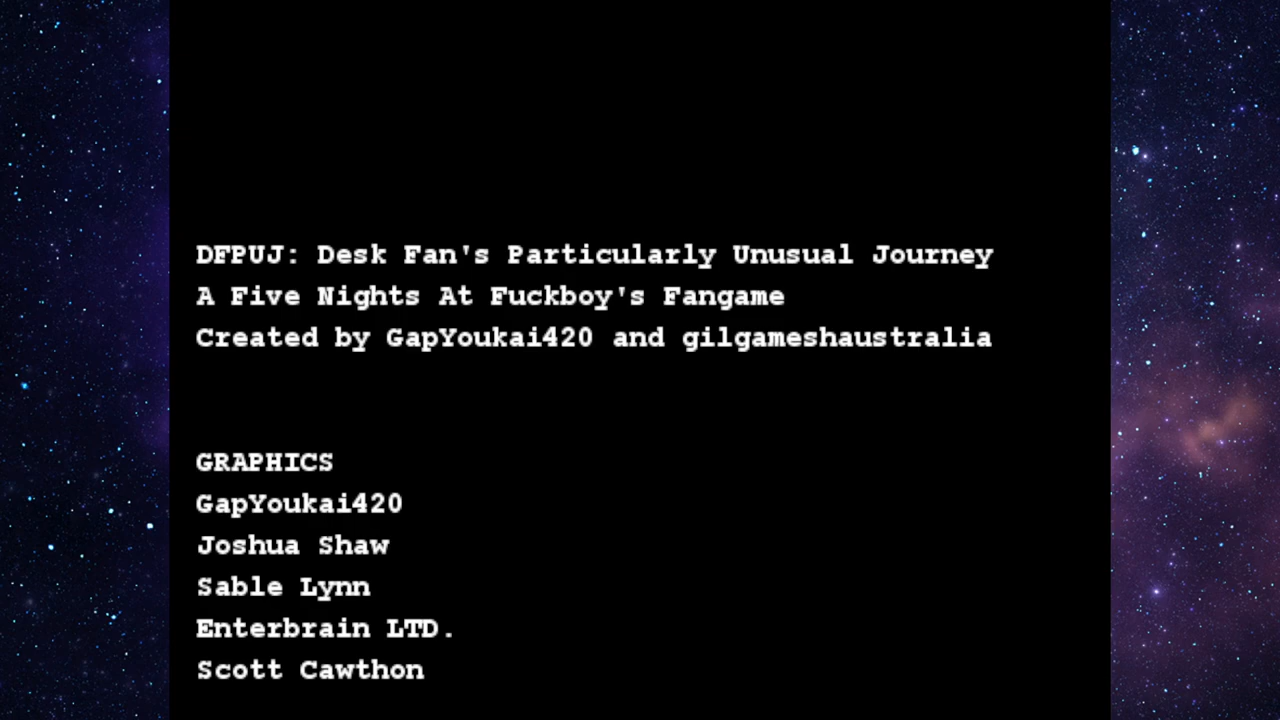 DFPUJ: Desk Fan's Particularly Unusual Journey
A Five Nights At Fuckboy's Fangame
Created by GapYoukai420 and gilgameshaustralia
GRAPHICS
GapYoukai420
Joshua Shaw
Sable Lynn
Enterbrain LTD.
Scott Cawthon